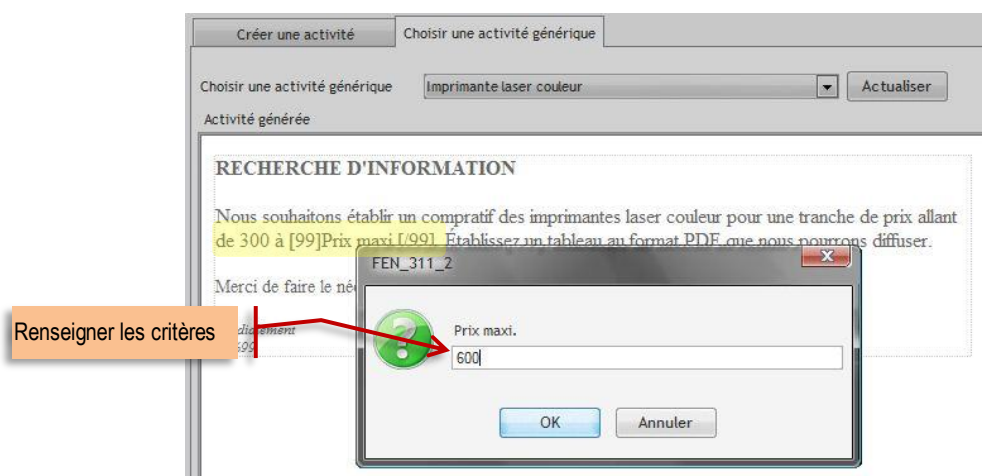 Créer une activité
Choisir une activité générique
Choisir une activité générique
Imprimante laser couleur
Actualiser
Activité générée
RECHERCHE D'INFORMATION
Nous souhaitons établir un compratif des imprimantes laser couleur pour une tranche de prix allant
de 300 à [99]Prix maxi.[/99]. Établissez un tableau au format PDF que nous pourrons diffuser.
FEN_311_2
Merci de faire le
Renseigner les critères
Prix maxi.
600
OK
Annuler